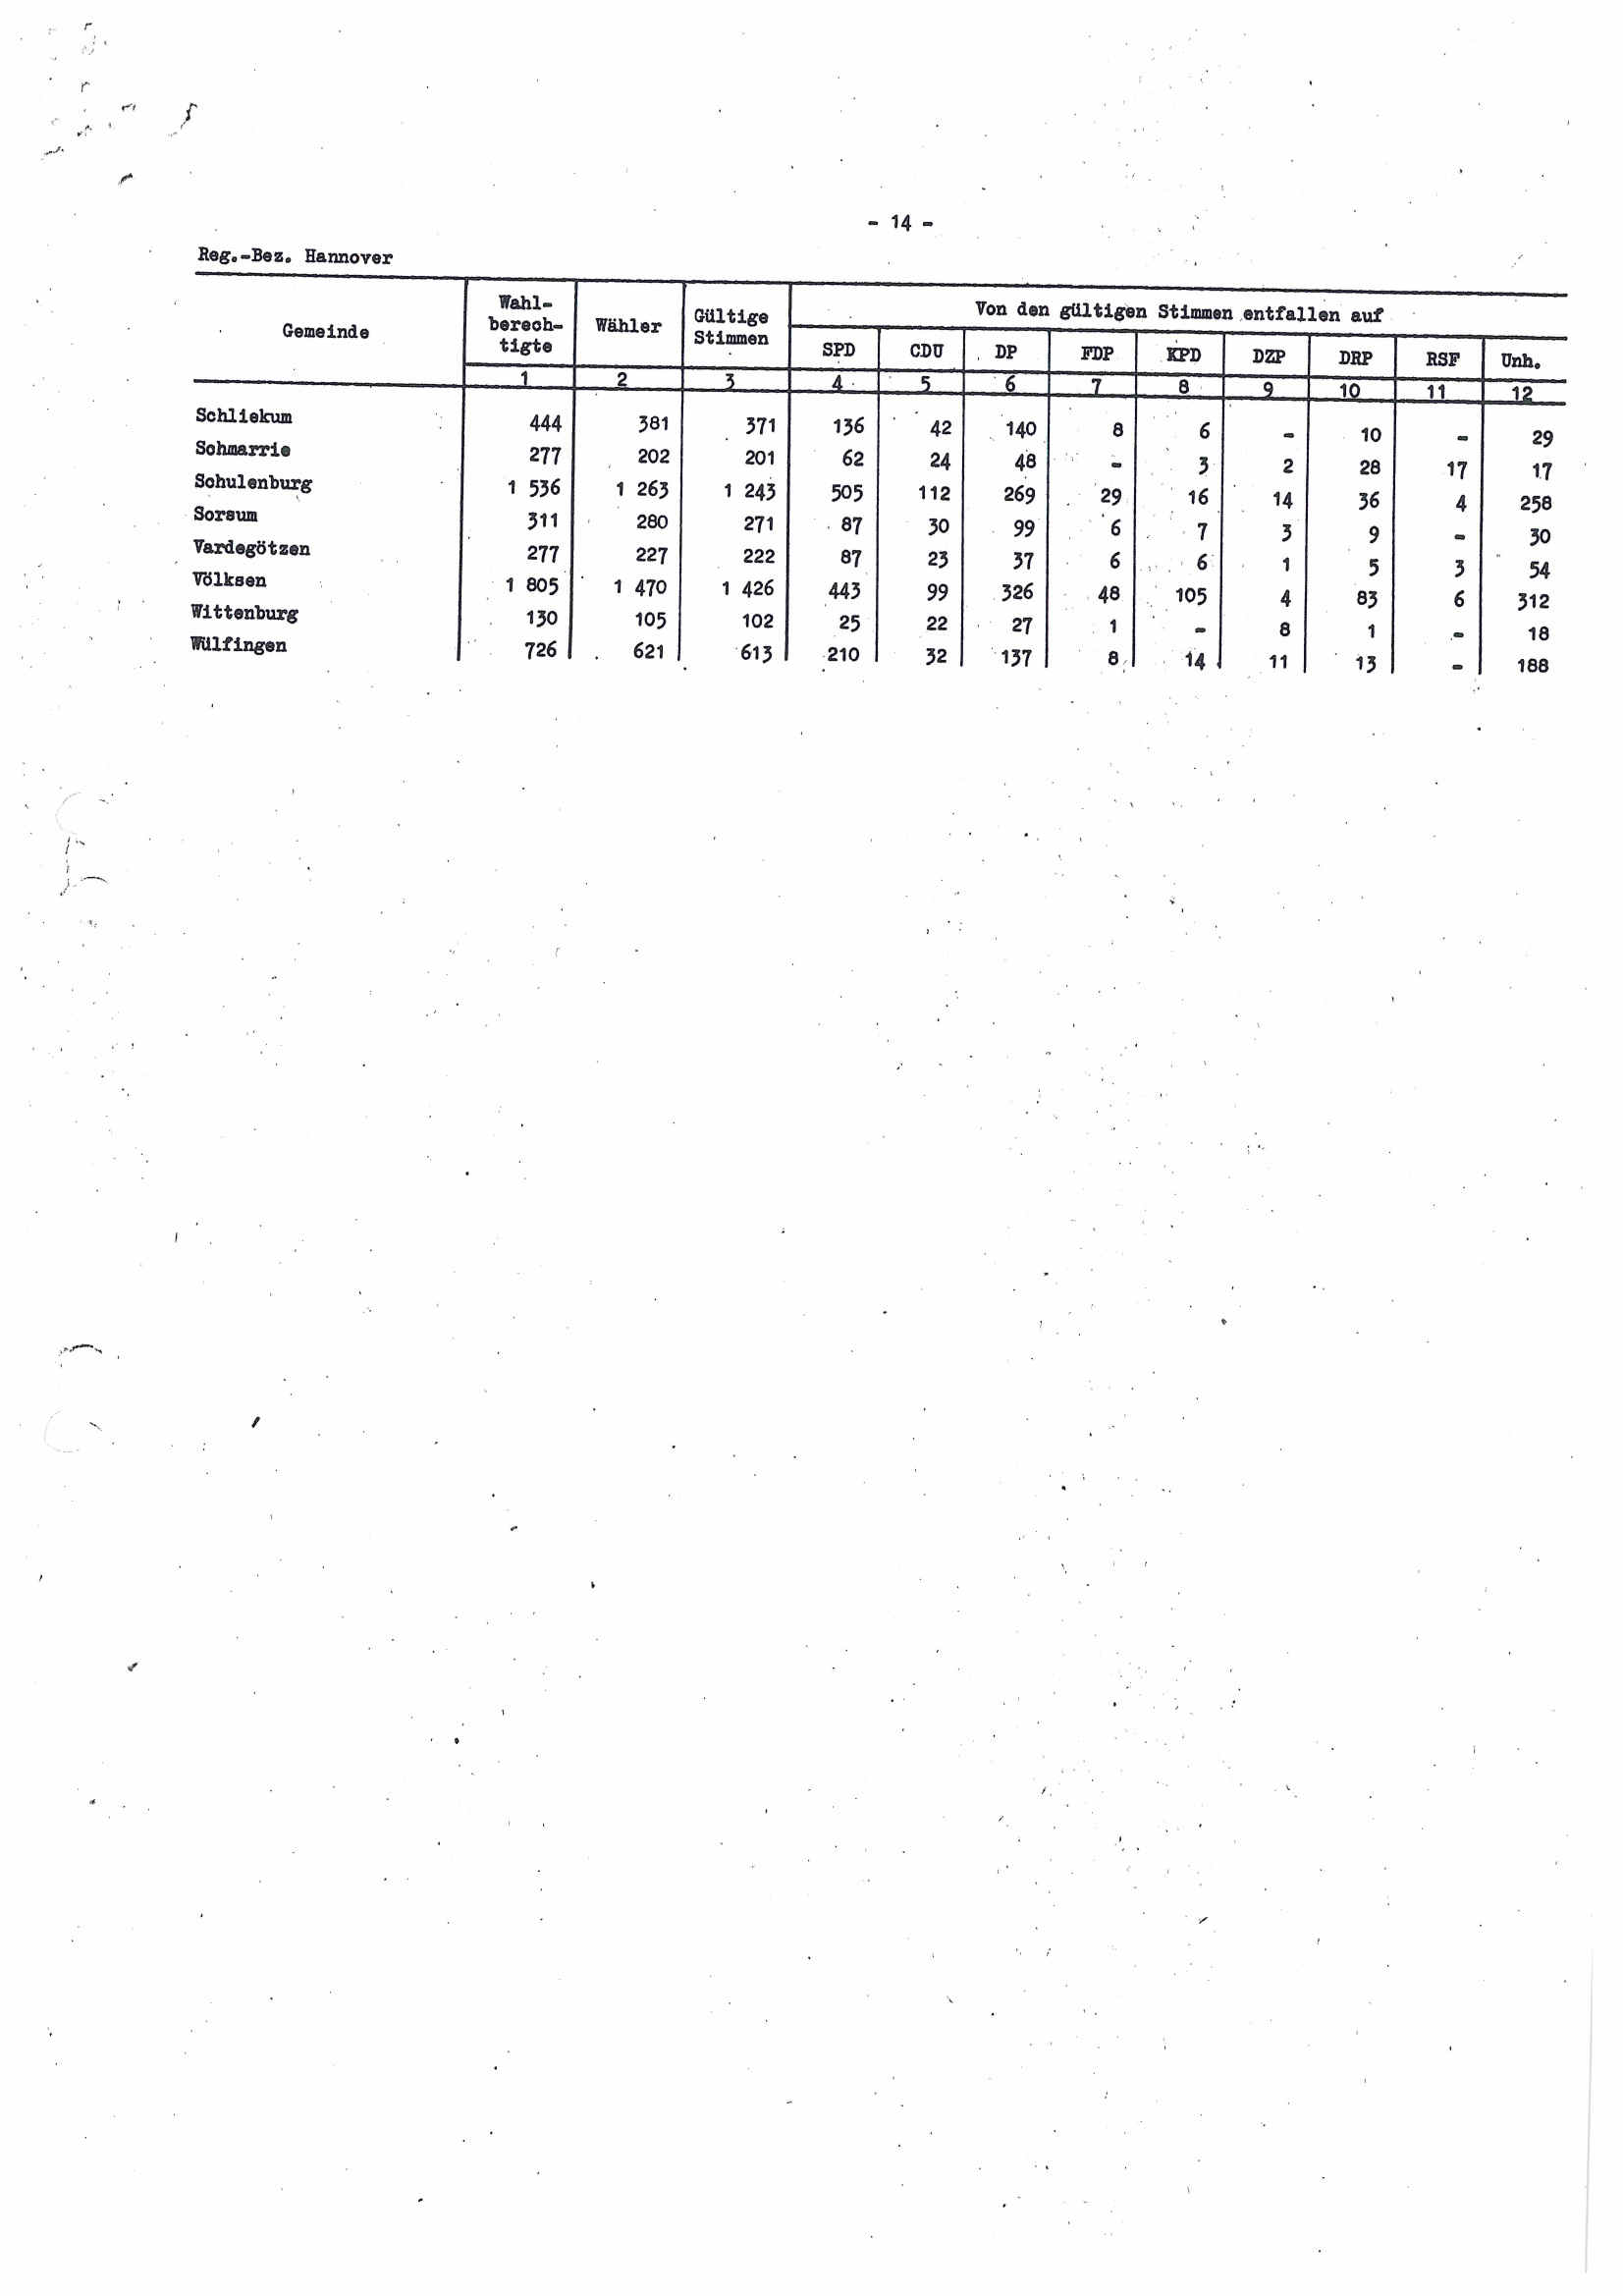 - 14 -
Reg.-Bez. Hannover
Gemeinde Wahl- berech- tigte Wähler Gültige Stimmen Von den gültigen Stimmen entfallen auf
SPD CDU DP FDP KPD DZP DRP RSF Unh.
1 2 3 4 5 6 7 8 9 10 11 12
Schliekum 444 381 371 136 42 140 8 6 - 10 - 29
Schmarrie 277 202 201 62 24 48 - 3 2 28 17 17
Schulenburg 1 536 1 263 1 243 505 112 269 29 16 14 36 4 258
Sorsum 311 280 271 87 30 99 6 7 3 9 - 30
Vardegötzen 277 227 222 87 23 37 6 6 1 5 3 54
Völksen 1 805 1 470 1 426 443 99 326 48 105 4 83 6 312
Wittenburg 130 105 102 25 22 27 1 - 8 1 - 18
Wülfingen 726 621 613 210 32 137 8 14 11 13 - 188